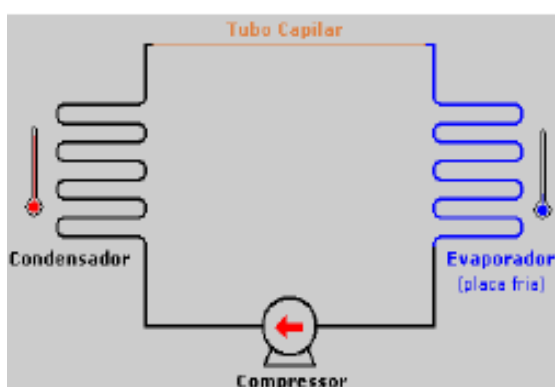 Tubo Capilar
Condensador
Evaporador
(placa fria)
Compressor